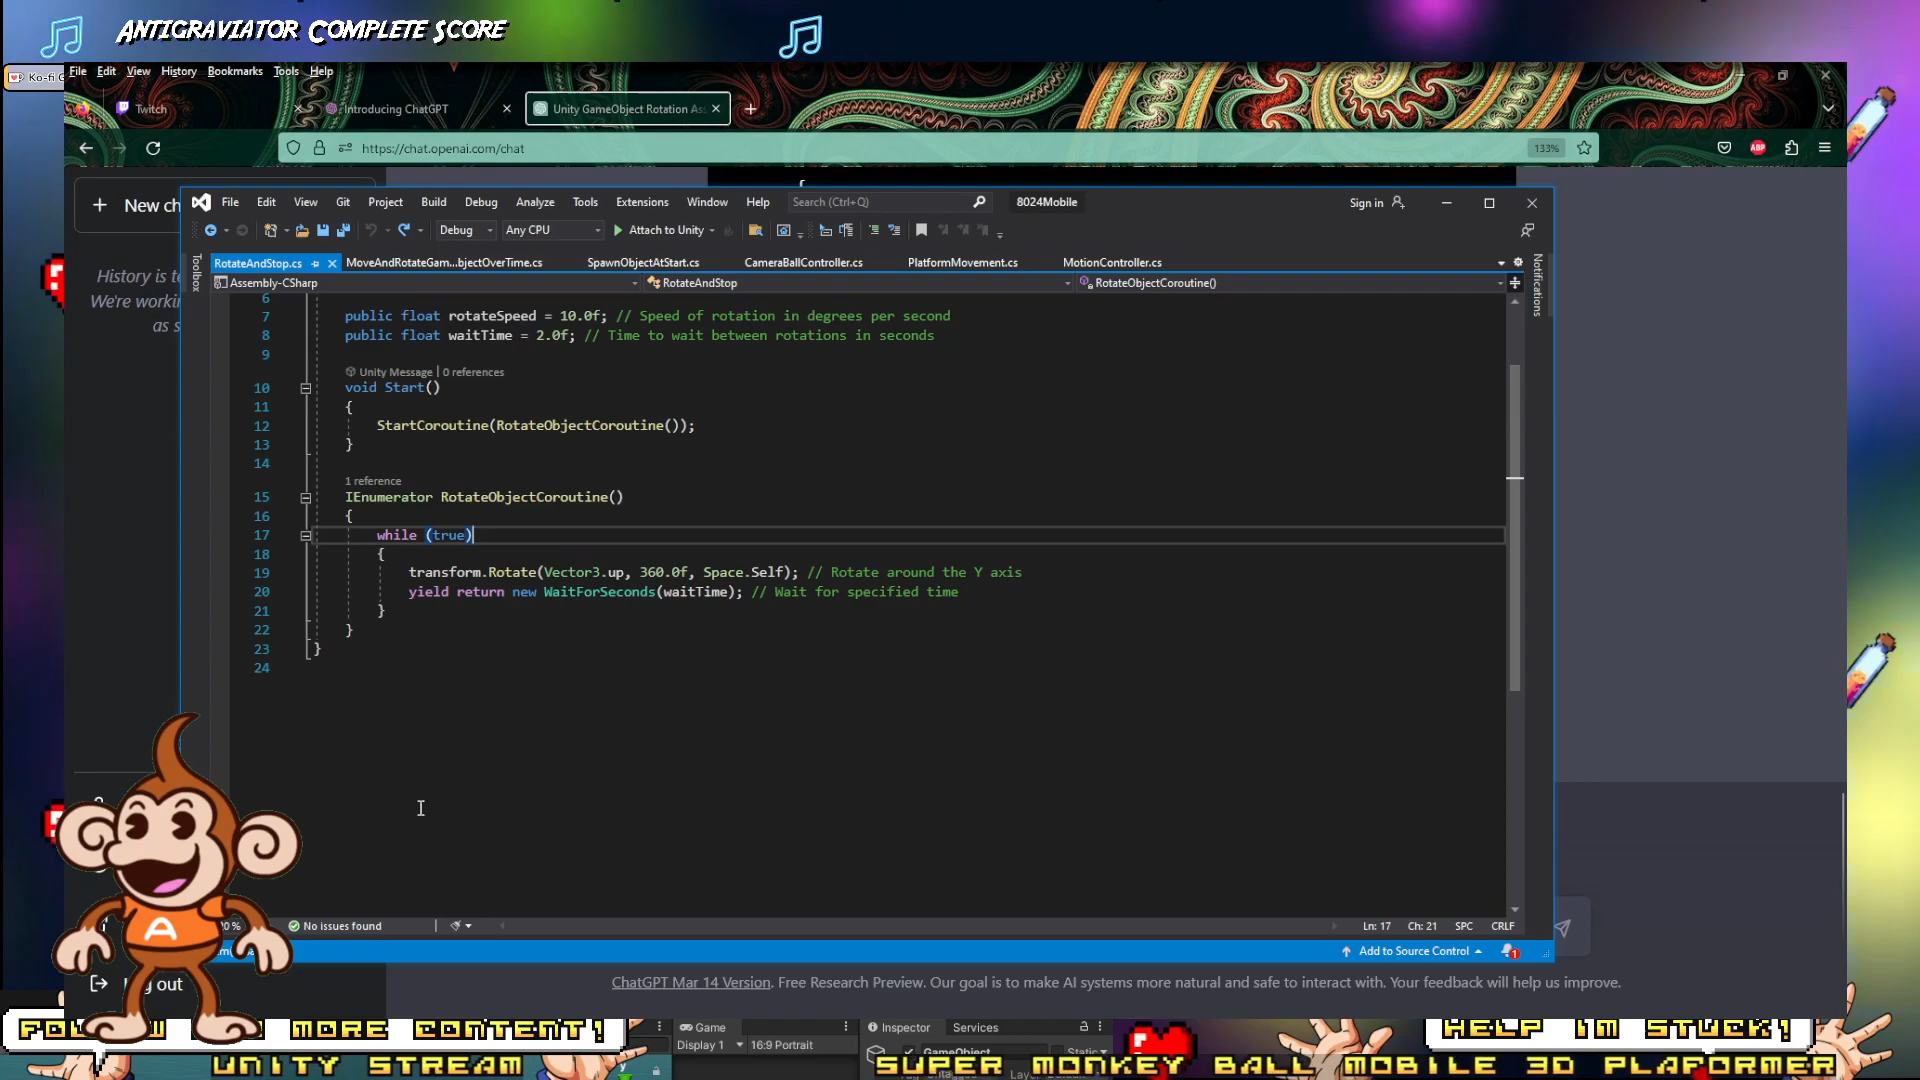 Antigraviator Complete Score
Ko-fi G
File Edit View History Bookmarks Tools Help
Twitch
Introducing ChatGPT
Unity GameObject Rotation As
https://chat.openai.com/chat
133%
ABP
{
New ch
File Edit View Git Project Build Debug Test Analyze Tools Extensions Window Help
Search (Ctrl+Q)
8024Mobile
Sign in
Debug
Any CPU
Attach to Unity
Toolbox
RotateAndStop.cs
MoveAndRotateGam...bjectOverTime.cs
SpawnObjectAtStart.cs
CameraBallController.cs
PlatformMovement.cs
MotionController.cs
Notifications
Assembly-CSharp
RotateAndStop
RotateObjectCoroutine()
History is te
We're workin
as s
6
7 public float rotateSpeed = 10.0f; // Speed of rotation in degrees per second
8 public float waitTime = 2.0f; // Time to wait between rotations in seconds
9
Unity Message | 0 references
10 void Start()
11 {
12 StartCoroutine(RotateObjectCoroutine());
13 }
14
1 reference
15 IEnumerator RotateObjectCoroutine()
16 {
17 while (true)
18 {
19 transform.Rotate(Vector3.up, 360.0f, Space.Self); // Rotate around the Y axis
20 yield return new WaitForSeconds(waitTime); // Wait for specified time
21 }
22 }
23 }
24
A
No issues found
Ln: 17 Ch: 21 SPC CRLF
Add to Source Control
1
out
ChatGPT Mar 14 Version. Free Research Preview. Our goal is to make AI systems more natural and safe to interact with. Your feedback will help us improve.
MORE CONTENT!
Game
Inspector
Services
HELP IM STUCK!
Display 1
16:9 Portrait
GameObject
Static
UNITY STREAM
SUPER MONKEY BALL MOBILE 3D PLAFORMER